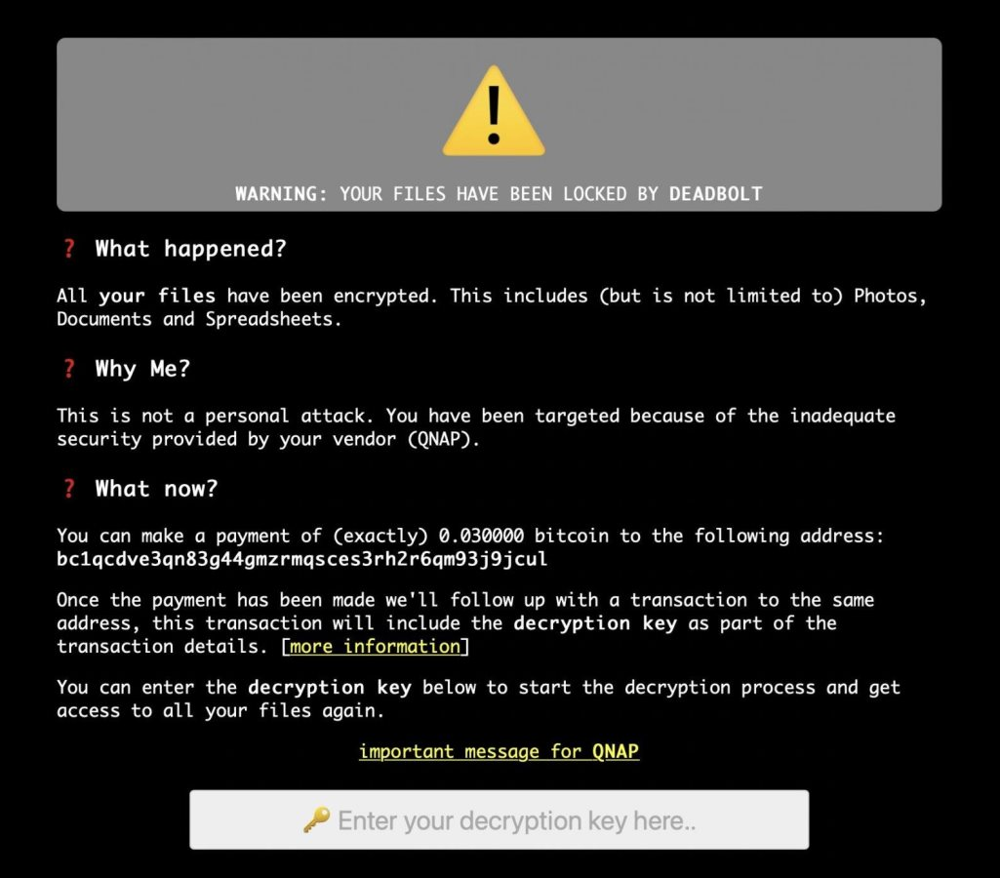 WARNING: YOUR FILES HAVE BEEN LOCKED BY DEADBOLT
? What happened?
All your files have been encrypted. This includes (but is not limited to) Photos,
Documents and Spreadsheets.
? Why Me?
This is not a personal attack. You have been targeted because of the inadequate
security provided by your vendor (QNAP).
? What now?
You can make a payment of (exactly) 0.030000 bitcoin to the following address:
bc1qcdve3qn83g44gmzrmqsces3rh2r6qm93j9jcul
Once the payment has been made we'll follow up with a transaction to the same
address, this transaction will include the decryption key as part of the
transaction details. [more information]
You can enter the decryption key below to start the decryption process and get
access to all your files again.
important message for QNAP
Enter your decryption key here..